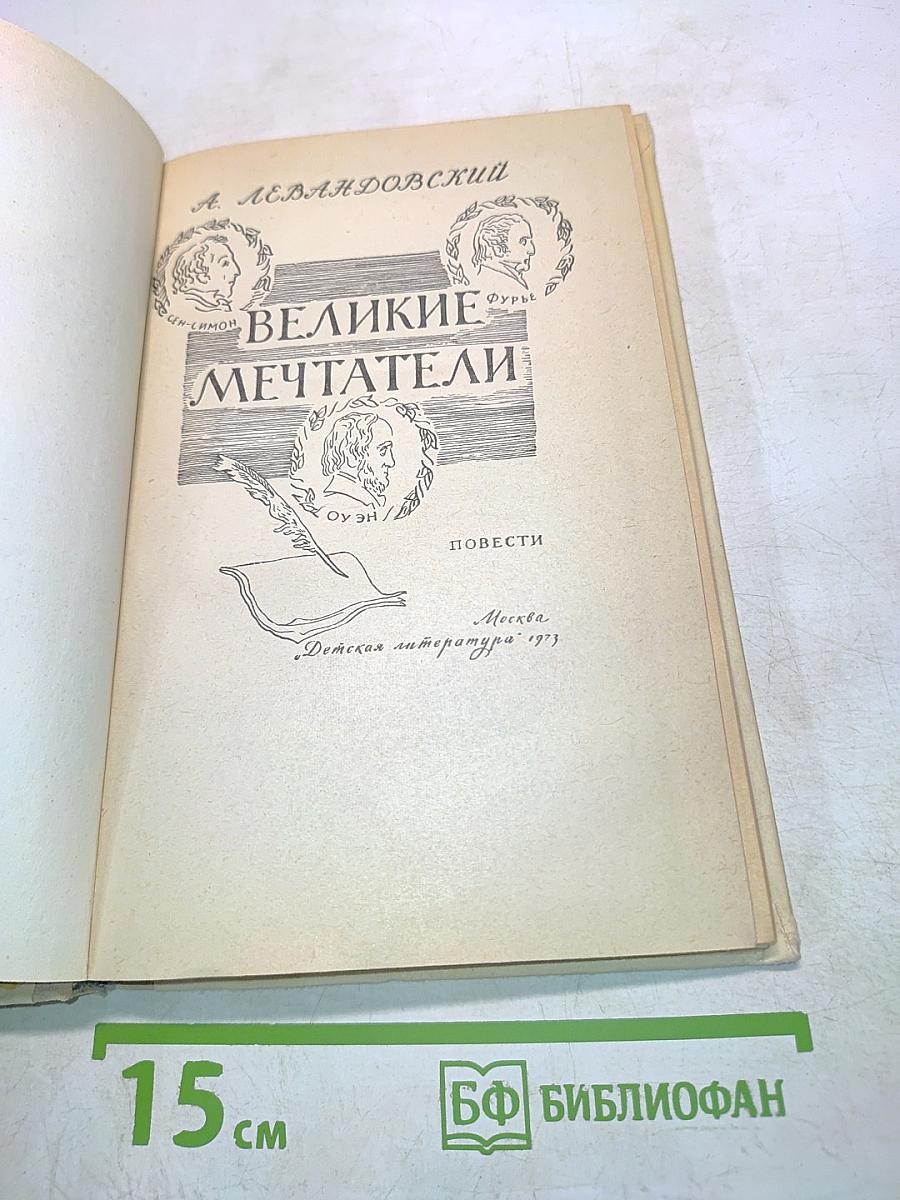 А. ЛЕВАНДОВСКИЙ
СЕН-СИМОН
ФУРЬЕ
ВЕЛИКИЕ
МЕЧТАТЕЛИ
ОУЭН
ПОВЕСТИ
Москва
„Детская литература“ 1973
15 см
БФ БИБЛИОФАН